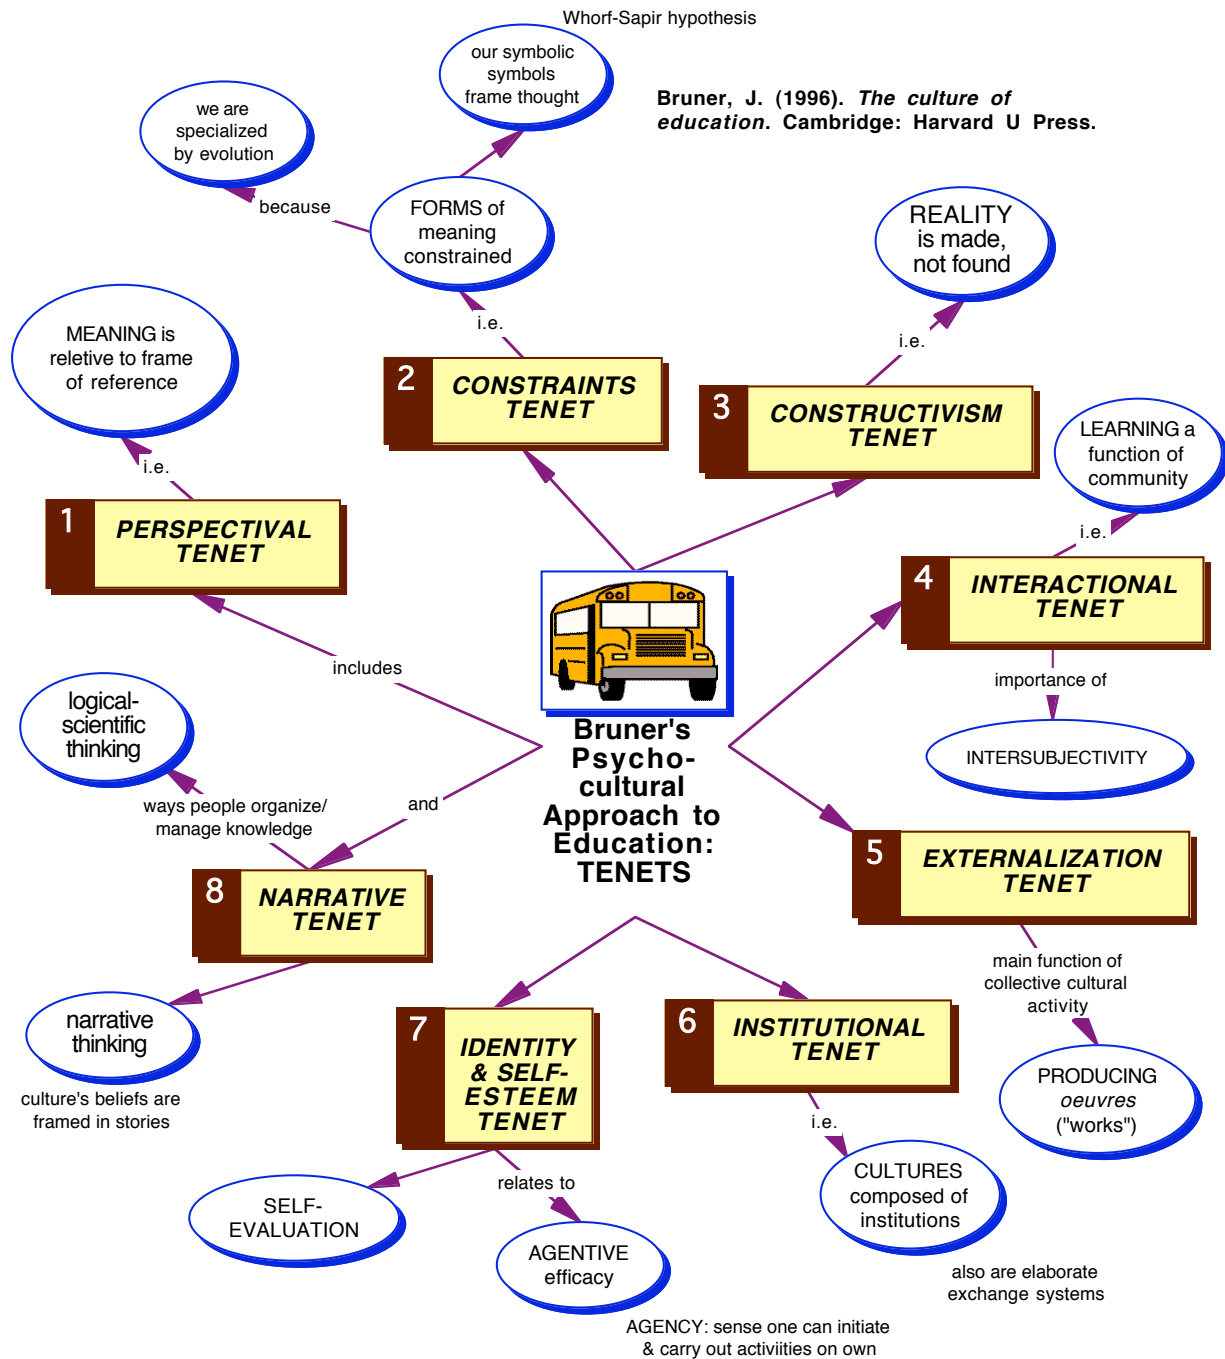 Whorf-Sapir hypothesis
our symbolic
symbols
frame thought
we are
specialized
by evolution
Bruner, J. (1996). The culture of
education. Cambridge: Harvard U Press.
because
FORMS of
meaning
constrained
REALITY
is made,
not found
MEANING is
reletive to frame
of reference
i.e.
i.e.
2
CONSTRAINTS
TENET
3
CONSTRUCTIVISM
TENET
LEARNING a
function of
community
i.e.
1
PERSPECTIVAL
TENET
i.e.
4
INTERACTIONAL
TENET
includes
importance of
INTERSUBJECTIVITY
logical-
scientific
thinking
Bruner's
Psycho-
cultural
Approach to
Education:
TENETS
ways people organize/
manage knowledge
and
5
EXTERNALIZATION
TENET
8
NARRATIVE
TENET
main function of
collective cultural
activity
narrative
thinking
culture's beliefs are
framed in stories
7
IDENTITY
& SELF-
ESTEEM
TENET
6
INSTITUTIONAL
TENET
PRODUCING
oeuvres
("works")
i.e.
relates to
CULTURES
composed of
institutions
SELF-
EVALUATION
AGENTIVE
efficacy
also are elaborate
exchange systems
AGENCY: sense one can initiate
& carry out activiities on own